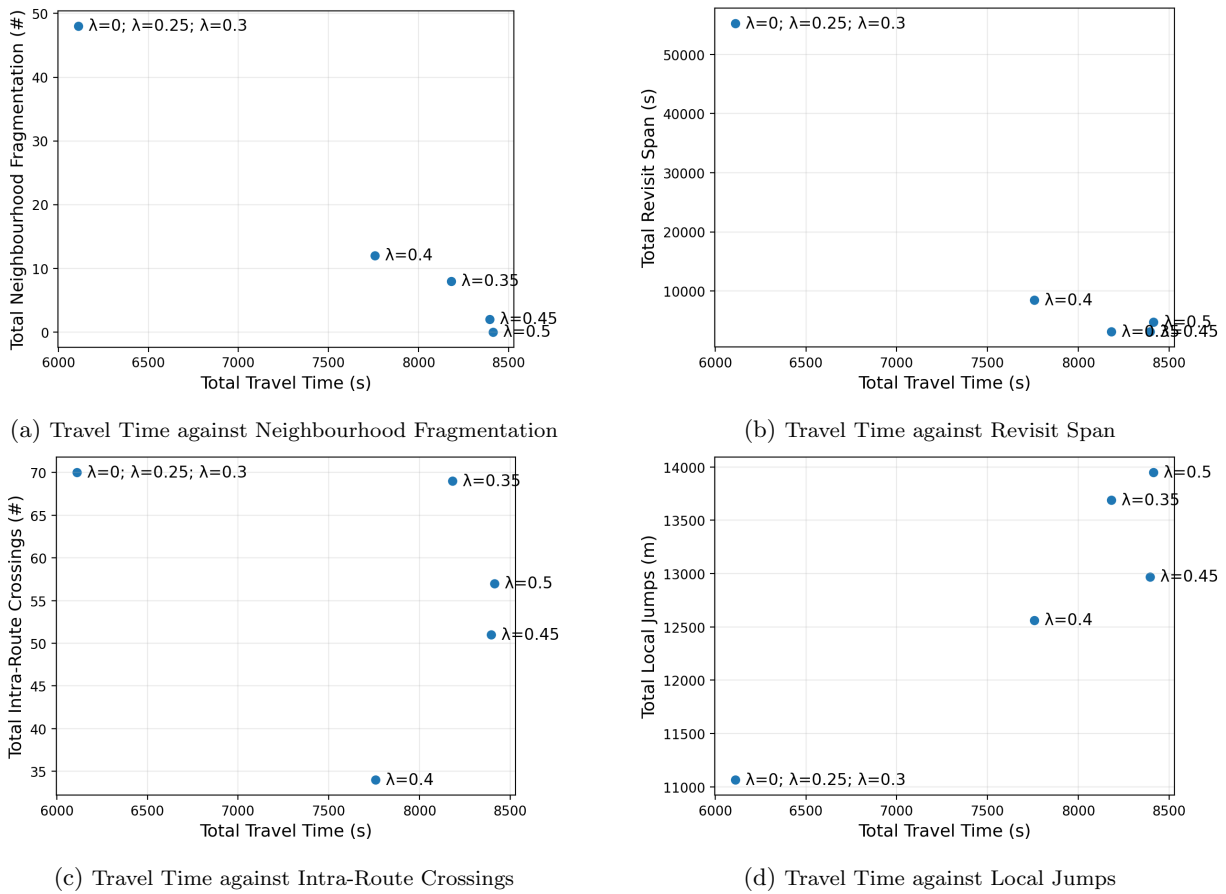 Total Neighbourhood Fragmentation (#)
50
40
30
20
10
0
λ=0; λ=0.25; λ=0.3
λ=0.4
λ=0.35
λ=0.45
λ=0.5
6000 6500 7000 7500 8000 8500
Total Travel Time (s)
(a) Travel Time against Neighbourhood Fragmentation
Total Revisit Span (s)
50000
40000
30000
20000
10000
λ=0; λ=0.25; λ=0.3
λ=0.4
λ=0.5
λ=0.35
λ=0.45
6000 6500 7000 7500 8000 8500
Total Travel Time (s)
(b) Travel Time against Revisit Span
Total Intra-Route Crossings (#)
70
65
60
55
50
45
40
35
λ=0; λ=0.25; λ=0.3
λ=0.35
λ=0.5
λ=0.45
λ=0.4
6000 6500 7000 7500 8000 8500
Total Travel Time (s)
(c) Travel Time against Intra-Route Crossings
Total Local Jumps (m)
14000
13500
13000
12500
12000
11500
11000
λ=0.5
λ=0.35
λ=0.45
λ=0.4
λ=0; λ=0.25; λ=0.3
6000 6500 7000 7500 8000 8500
Total Travel Time (s)
(d) Travel Time against Local Jumps